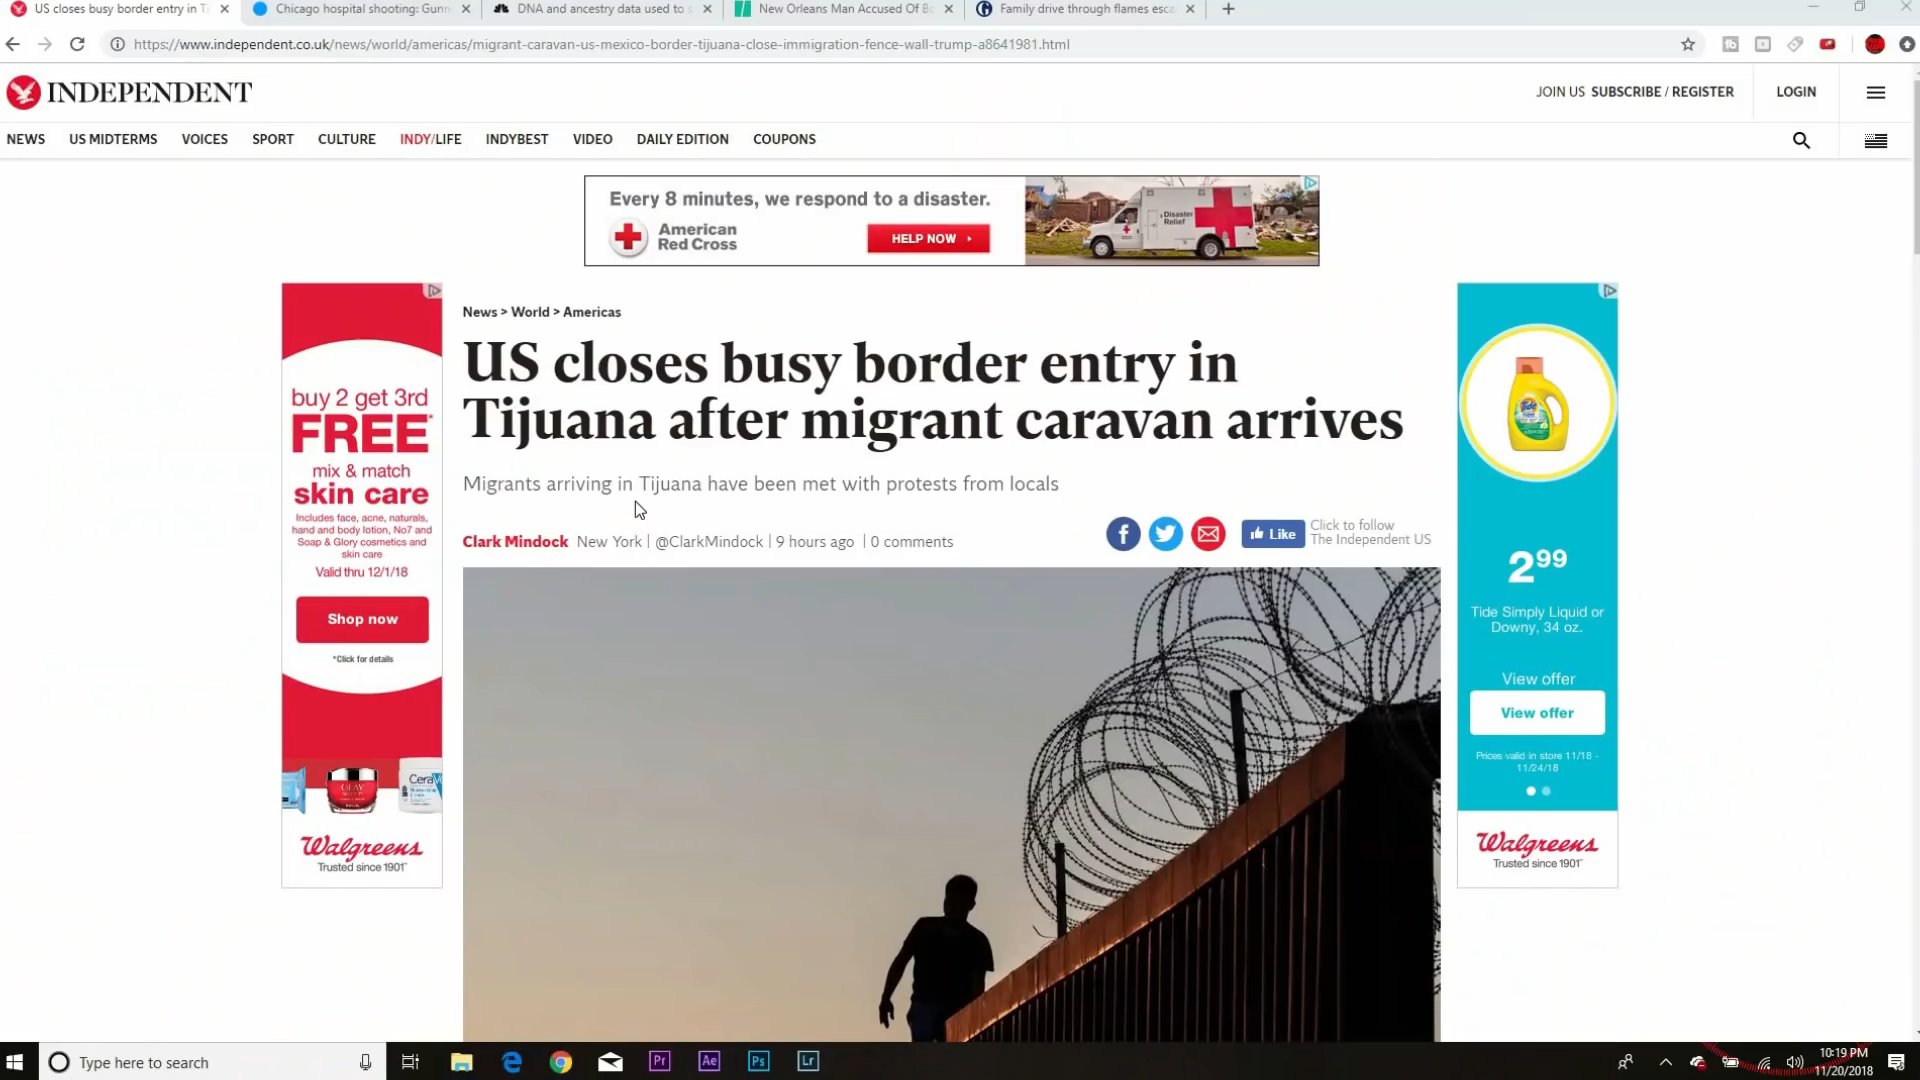 US closes busy border entry in Ti
Chicago hospital shooting: Gunn
DNA and ancestry data used to s
New Orleans Man Accused Of Bo
Family drive through flames esca
https://www.independent.co.uk/news/world/americas/migrant-caravan-us-mexico-border-tijuana-close-immigration-fence-wall-trump-a8641981.html
INDEPENDENT
JOIN US SUBSCRIBE / REGISTER
LOGIN
NEWS US MIDTERMS VOICES SPORT CULTURE INDY/LIFE INDYBEST VIDEO DAILY EDITION COUPONS
Every 8 minutes, we respond to a disaster.
American
Red Cross
HELP NOW
Disaster
Relief
News > World > Americas
US closes busy border entry in
Tijuana after migrant caravan arrives
Migrants arriving in Tijuana have been met with protests from locals
Clark Mindock New York | @ClarkMindock | 9 hours ago | 0 comments
Like
Click to follow
The Independent US
buy 2 get 3rd
FREE*
mix & match
skin care
Includes face, acne, naturals,
hand and body lotion, No7 and
Soap & Glory cosmetics and
skin care
Valid thru 12/1/18
Shop now
*Click for details
OLAY
CeraV
Walgreens
Trusted since 1901
Tide
2.99
Tide Simply Liquid or
Downy, 34 oz.
View offer
View offer
Prices valid in store 11/18 -
11/24/18
Walgreens
Trusted since 1901
Type here to search
Pr
Ae
Ps
Lr
10:19 PM
11/20/2018